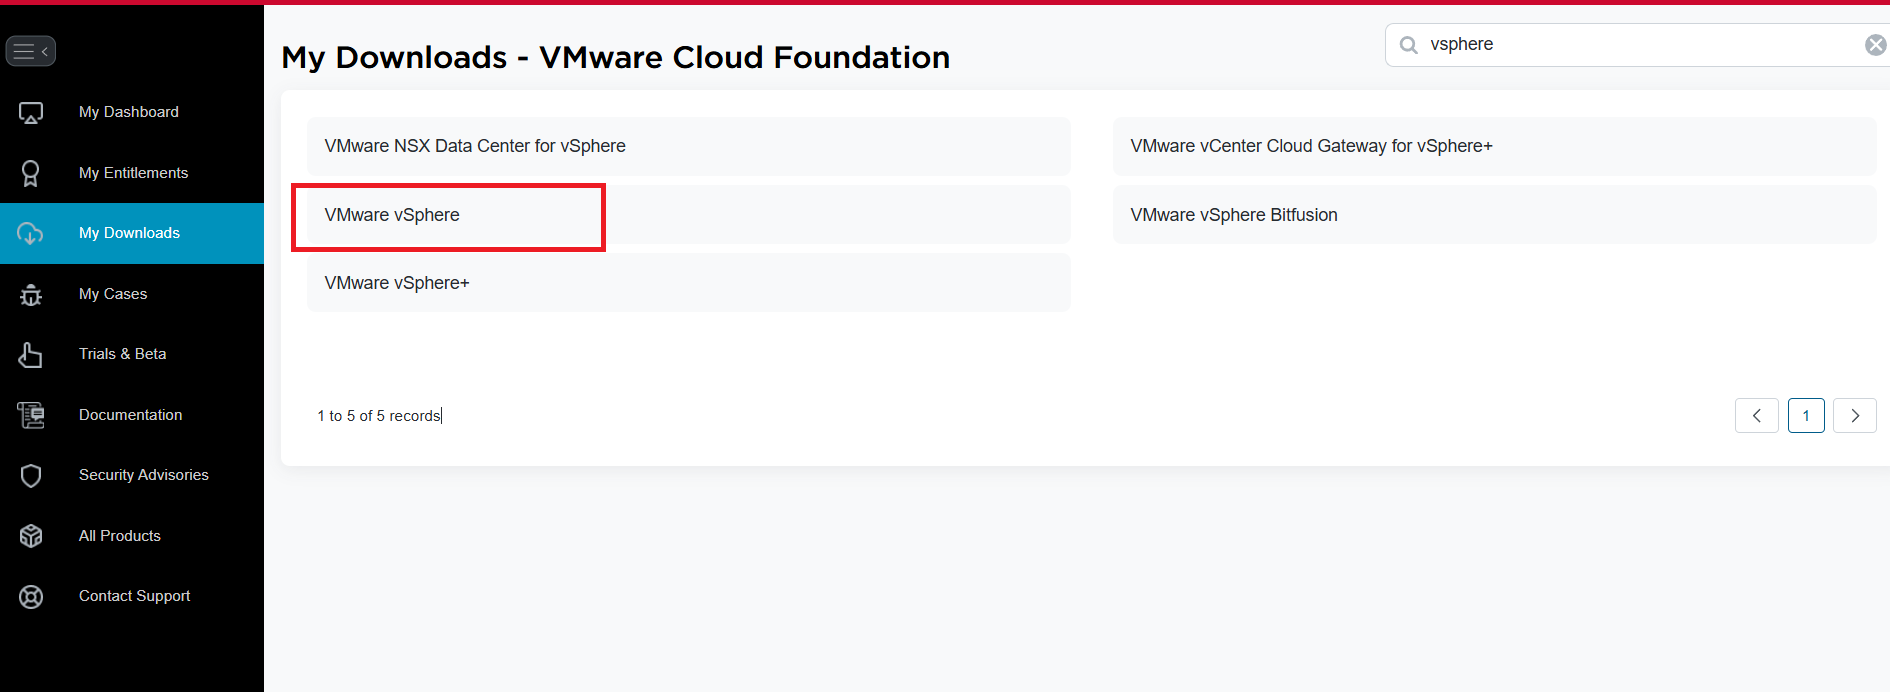 My Downloads - VMware Cloud Foundation
vsphere
My Dashboard
My Entitlements
My Downloads
My Cases
Trials & Beta
Documentation
Security Advisories
All Products
Contact Support
VMware NSX Data Center for vSphere
VMware vCenter Cloud Gateway for vSphere+
VMware vSphere
VMware vSphere Bitfusion
VMware vSphere+
1 to 5 of 5 records
1